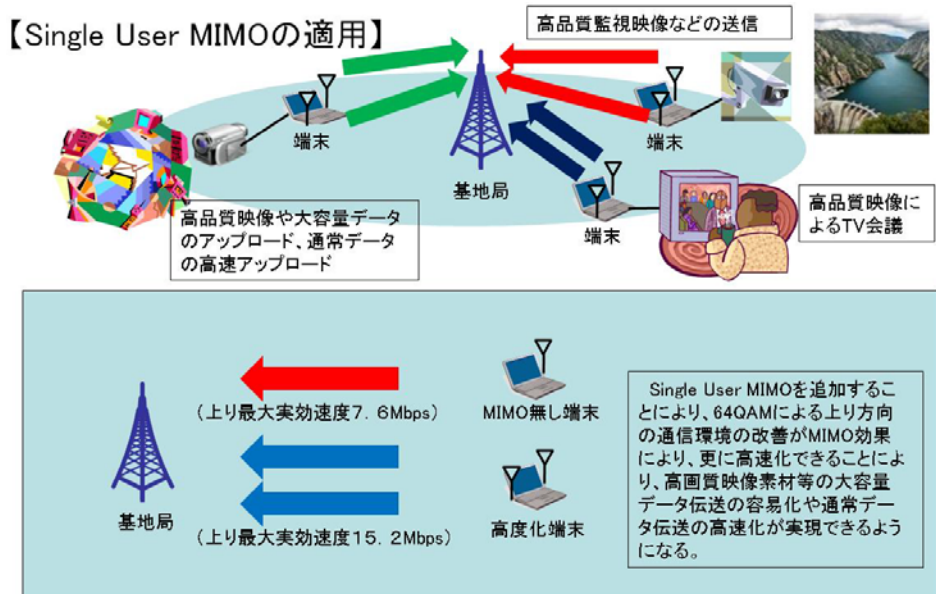 【Single User MIMOの適用】
高品質監視映像などの送信
端末
端末
基地局
端末
高品質映像や大容量データ
のアップロード、通常データ
の高速アップロード
高品質映像に
よるTV会議
(上り最大実効速度7．6Mbps)
MIMO無し端末
基地局
(上り最大実効速度15．2Mbps)
高度化端末
Single User MIMOを追加するこ
とにより、64QAMによる上り方向
の通信環境の改善がMIMO効果
により、更に高速化できることによ
り、高画質映像素材等の大容量
データ伝送の容易化や通常デー
タ伝送の高速化が実現できるよう
になる。